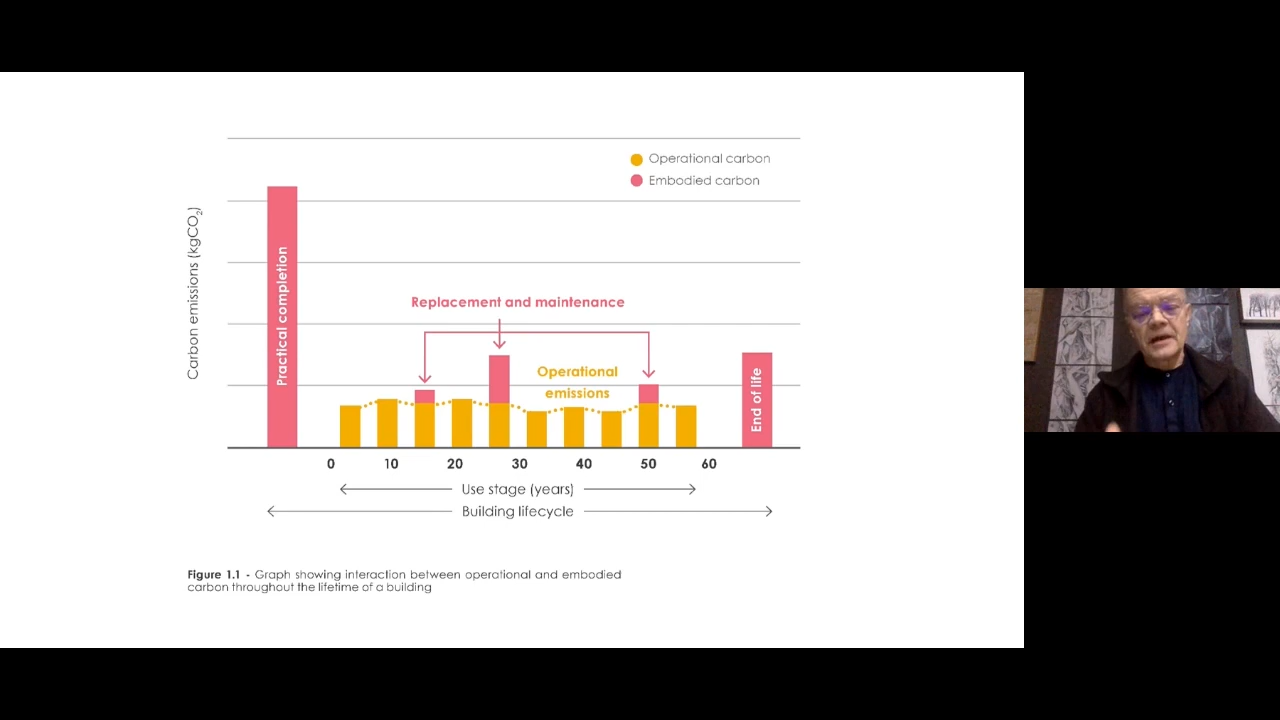 Operational carbon
Embodied carbon
Carbon emissions (kgCO2)
Practical completion
Replacement and maintenance
Operational
emissions
End of life
0 10 20 30 40 50 60
Use stage (years)
Building lifecycle
Figure 1.1 - Graph showing interaction between operational and embodied
carbon throughout the lifetime of a building